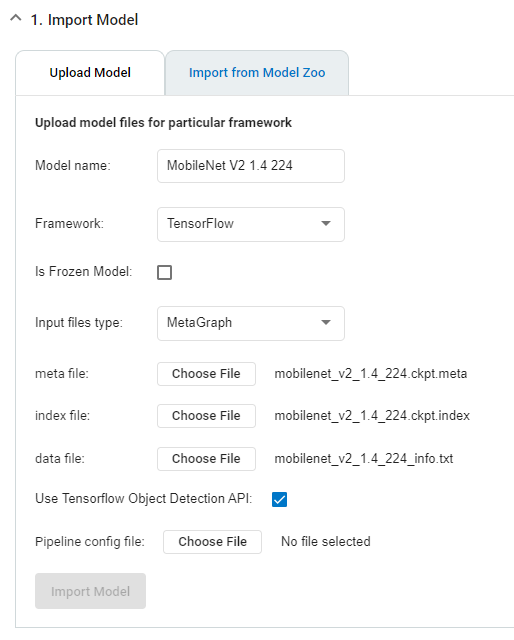 1. Import Model
Upload Model
Import from Model Zoo
Upload model files for particular framework
Model name: MobileNet V2 1.4 224
Framework: TensorFlow
Is Frozen Model:
Input files type: MetaGraph
meta file: Choose File mobilenet_v2_1.4_224.ckpt.meta
index file: Choose File mobilenet_v2_1.4_224.ckpt.index
data file: Choose File mobilenet_v2_1.4_224_info.txt
Use Tensorflow Object Detection API:
Pipeline config file: Choose File No file selected
Import Model